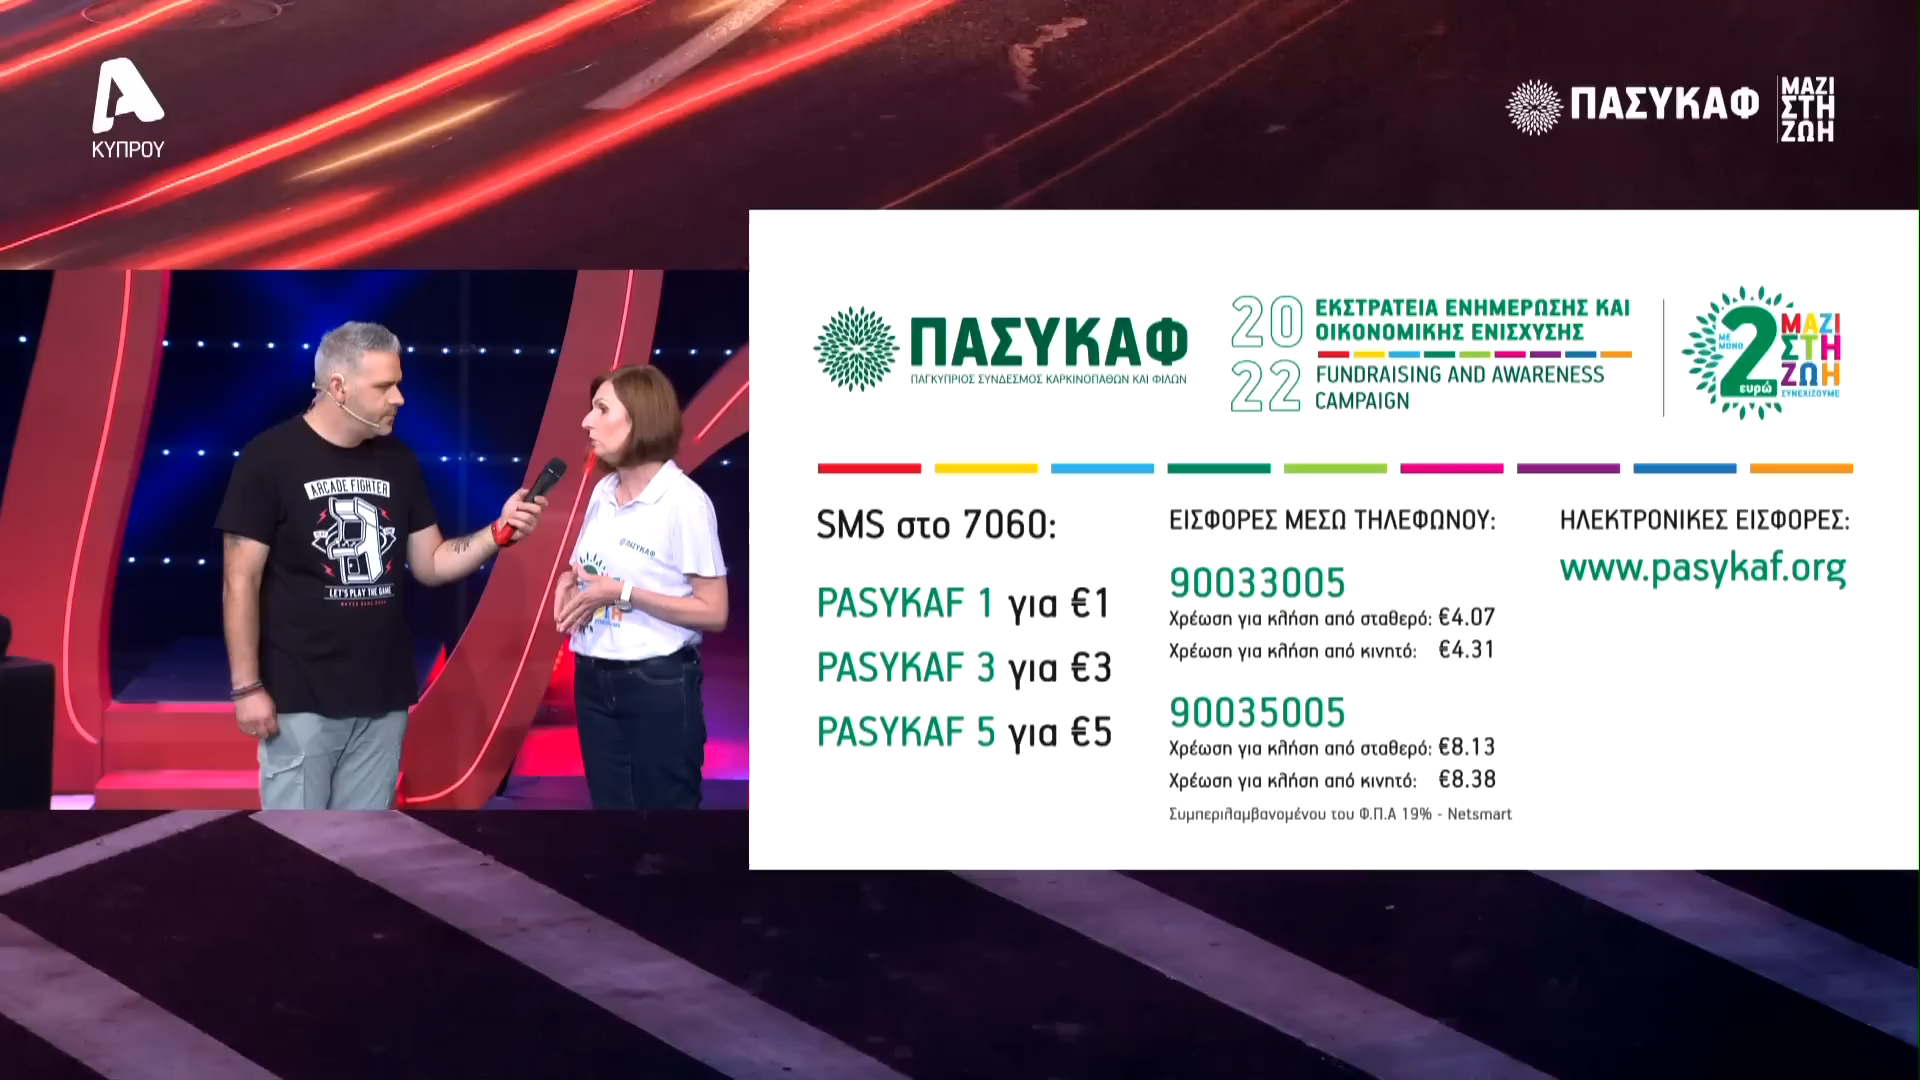 ΚΥΠΡΟΥ
ΠΑΣΥΚΑΦ
ΜΑΖΙ
ΣΤΗ
ΖΩΗ
ΠΑΣΥΚΑΦ
ΠΑΓΚΥΠΡΙΟΣ ΣΥΝΔΕΣΜΟΣ ΚΑΡΚΙΝΟΠΑΘΩΝ ΚΑΙ ΦΙΛΩΝ
2022
ΕΚΣΤΡΑΤΕΙΑ ΕΝΗΜΕΡΩΣΗΣ ΚΑΙ
ΟΙΚΟΝΟΜΙΚΗΣ ΕΝΙΣΧΥΣΗΣ
FUNDRAISING AND AWARENESS
CAMPAIGN
ΜΕ
ΜΟΝΟ
2
ευρώ
ΜΑΖΙ
ΣΤΗ
ΖΩΗ
ΣΥΝΕΧΙΖΟΥΜΕ
SMS στο 7060:
PASYKAF 1 για €1
PASYKAF 3 για €3
PASYKAF 5 για €5
ΕΙΣΦΟΡΕΣ ΜΕΣΩ ΤΗΛΕΦΩΝΟΥ:
90033005
Χρέωση για κλήση από σταθερό: €4.07
Χρέωση για κλήση από κινητό: €4.31
90035005
Χρέωση για κλήση από σταθερό: €8.13
Χρέωση για κλήση από κινητό: €8.38
Συμπεριλαμβανομένου του Φ.Π.Α 19% - Netsmart
ΗΛΕΚΤΡΟΝΙΚΕΣ ΕΙΣΦΟΡΕΣ:
www.pasykaf.org
ARCADE FIGHTER
LET'S PLAY THE GAME
ΠΑΣΥΚΑΦ